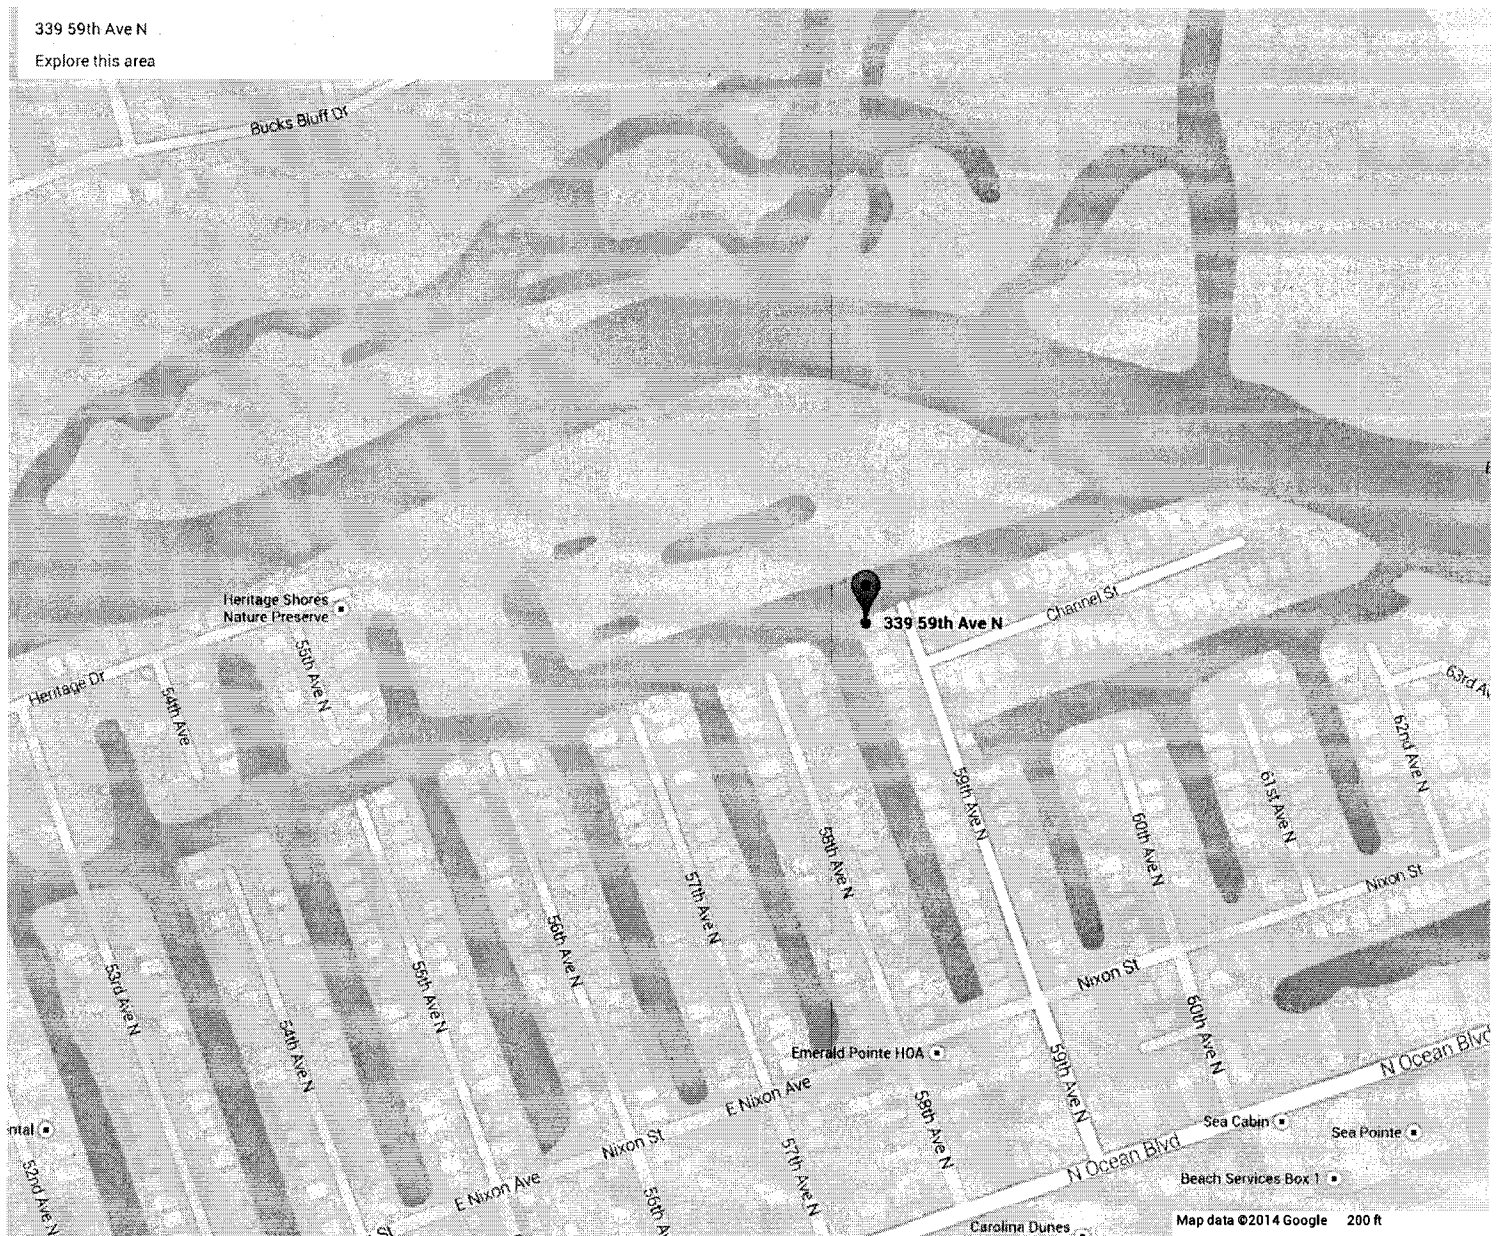 339 59th Ave N
Explore this area
Bucks Bluff Dr
Heritage Shores
Nature Preserve
339 59th Ave N
Channel St
Heritage Dr
54th Ave
55th Ave N
63rd
62nd Ave N
59th Ave N
61st Ave N
60th Ave N
58th Ave N
57th Ave N
Nixon St
56th Ave N
53rd Ave N
55th Ave N
54th Ave N
Nixon St
60th Ave N
Emerald Pointe HOA
59th Ave N
N Ocean Blvd
E Nixon Ave
58th Ave N
Sea Cabin
Sea Pointe
Nixon St
N Ocean Blvd
52nd Ave N
57th Ave N
E Nixon Ave
56th
Beach Services Box 1
Carolina Dunes
Map data ©2014 Google 200 ft